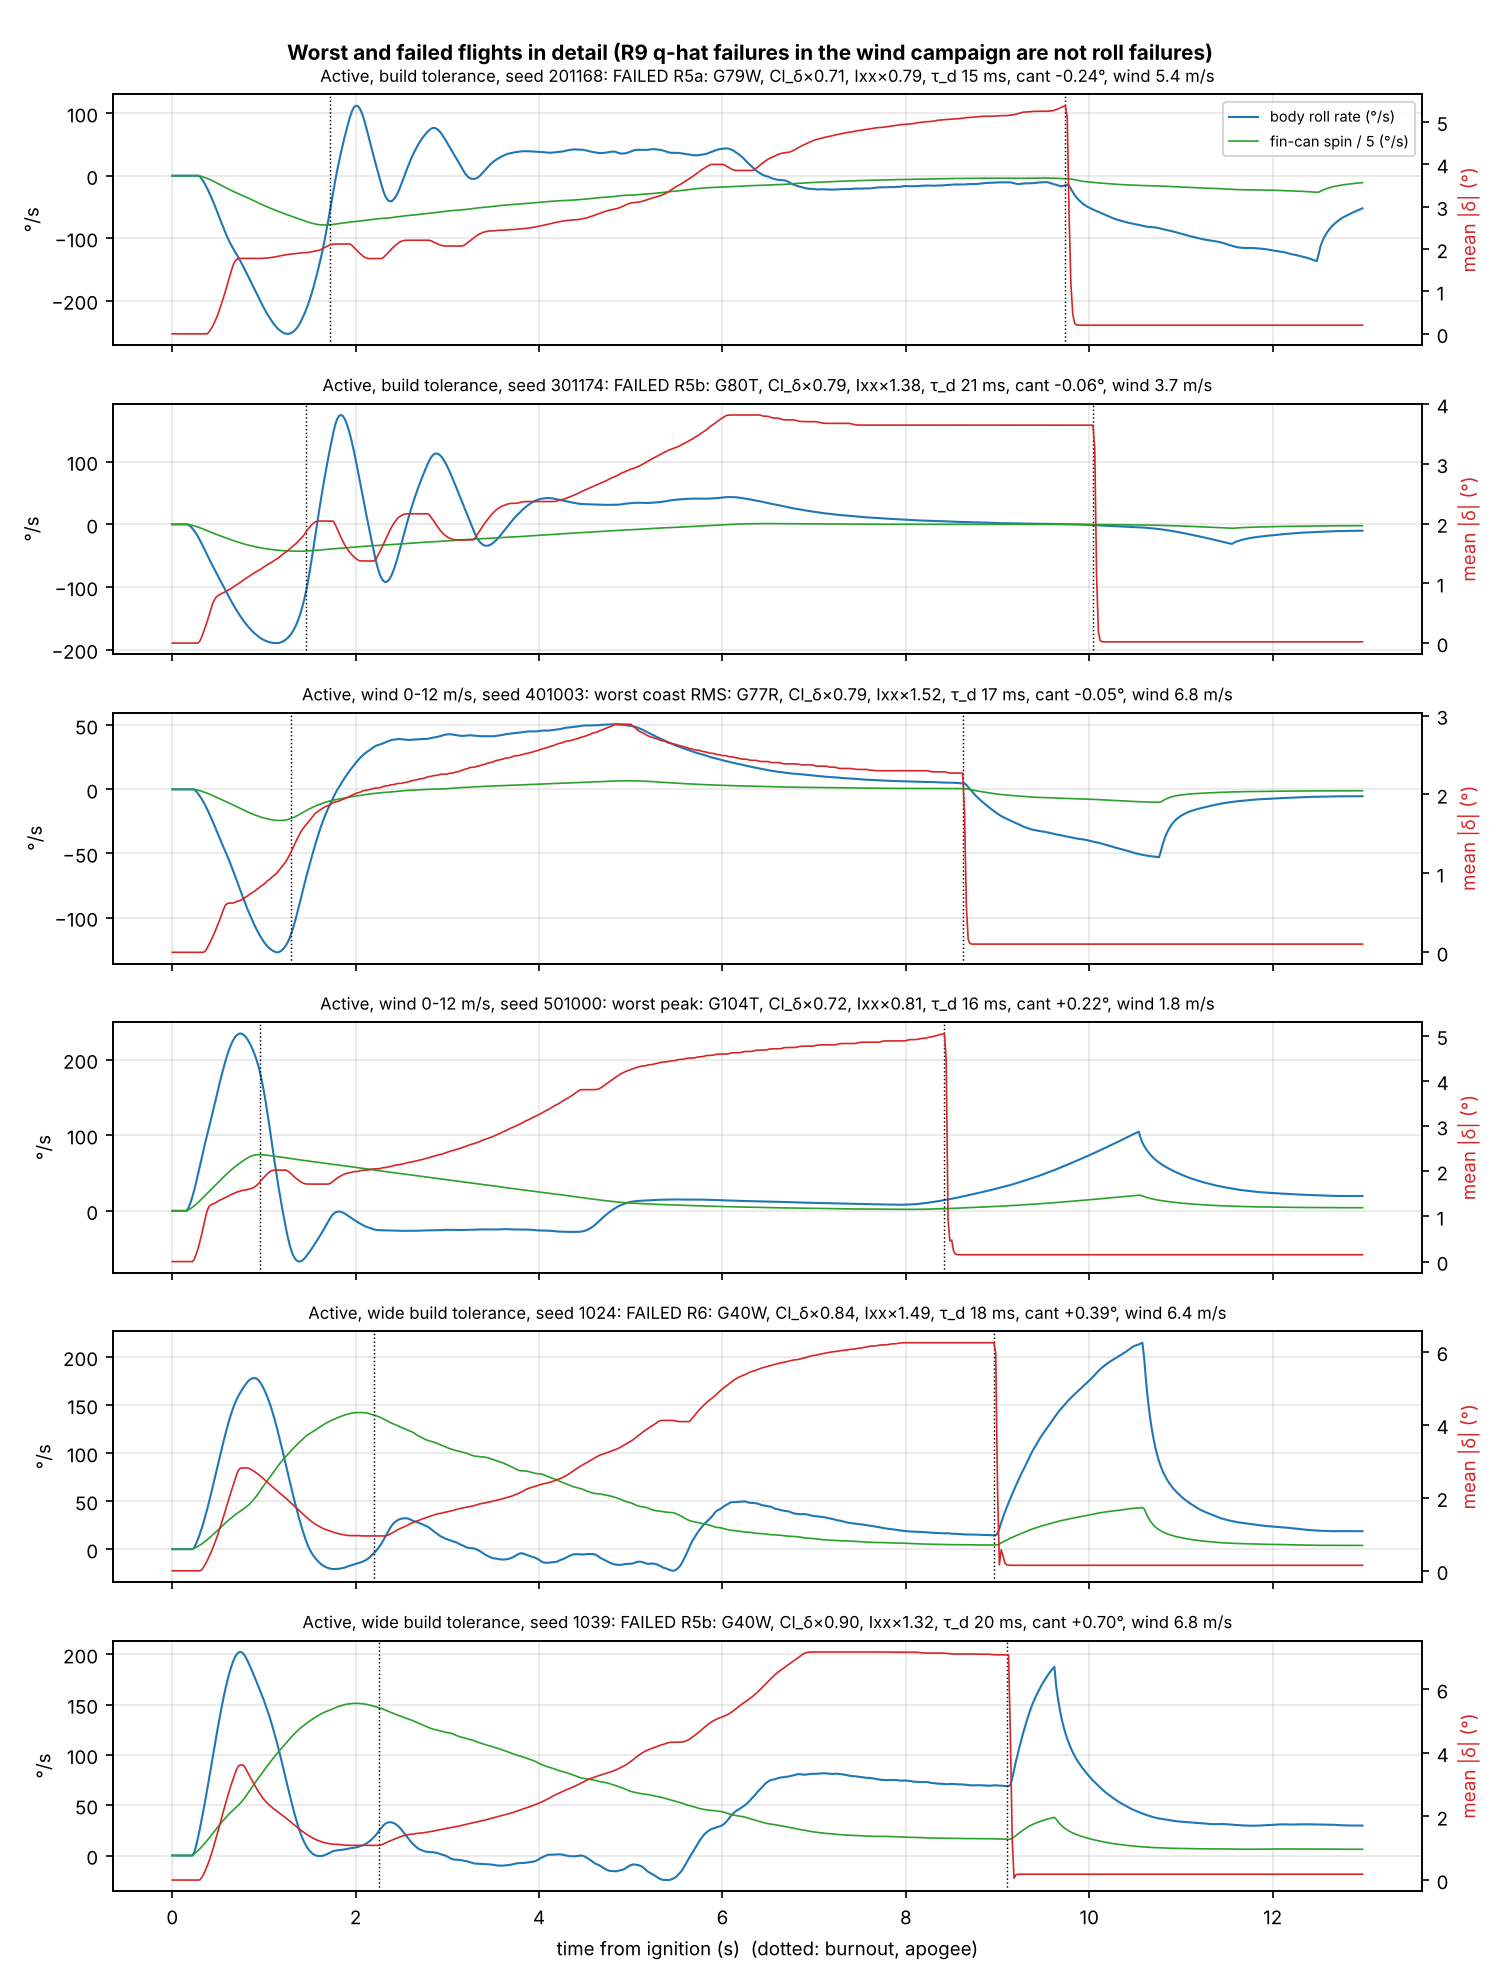 Worst and failed flights in detail (R9 q-hat failures in the wind campaign are not roll failures)
Active, build tolerance, seed 201168: FAILED R5a: G79W, Cl_δ×0.71, Ixx×0.79, τ_d 15 ms, cant -0.24°, wind 5.4 m/s
body roll rate (°/s)
fin-can spin / 5 (°/s)
100
0
−100
−200
°/s
5
4
3
2
1
0
mean |δ| (°)
Active, build tolerance, seed 301174: FAILED R5b: G80T, Cl_δ×0.79, Ixx×1.38, τ_d 21 ms, cant -0.06°, wind 3.7 m/s
100
0
−100
−200
°/s
4
3
2
1
0
mean |δ| (°)
Active, wind 0-12 m/s, seed 401003: worst coast RMS: G77R, Cl_δ×0.79, Ixx×1.52, τ_d 17 ms, cant -0.05°, wind 6.8 m/s
50
0
−50
−100
°/s
3
2
1
0
mean |δ| (°)
Active, wind 0-12 m/s, seed 501000: worst peak: G104T, Cl_δ×0.72, Ixx×0.81, τ_d 16 ms, cant +0.22°, wind 1.8 m/s
200
100
0
°/s
5
4
3
2
1
0
mean |δ| (°)
Active, wide build tolerance, seed 1024: FAILED R6: G40W, Cl_δ×0.84, Ixx×1.49, τ_d 18 ms, cant +0.39°, wind 6.4 m/s
200
150
100
50
0
°/s
6
4
2
0
mean |δ| (°)
Active, wide build tolerance, seed 1039: FAILED R5b: G40W, Cl_δ×0.90, Ixx×1.32, τ_d 20 ms, cant +0.70°, wind 6.8 m/s
200
150
100
50
0
°/s
6
4
2
0
mean |δ| (°)
0 2 4 6 8 10 12
time from ignition (s)  (dotted: burnout, apogee)